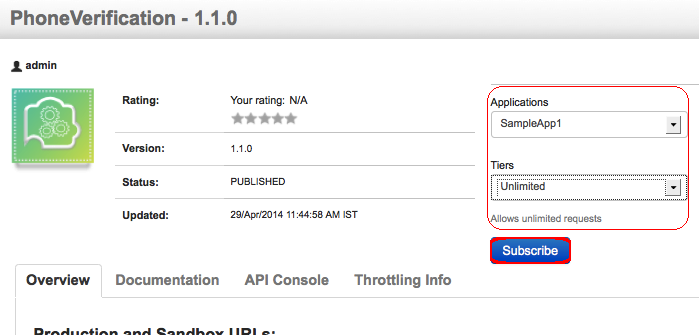 PhoneVerification - 1.1.0
admin
Rating: Your rating: N/A
Version: 1.1.0
Status: PUBLISHED
Updated: 29/Apr/2014 11:44:58 AM IST
Applications
SampleApp1
Tiers
Unlimited
Allows unlimited requests
Subscribe
Overview Documentation API Console Throttling Info
Production and Sandbox URLs: